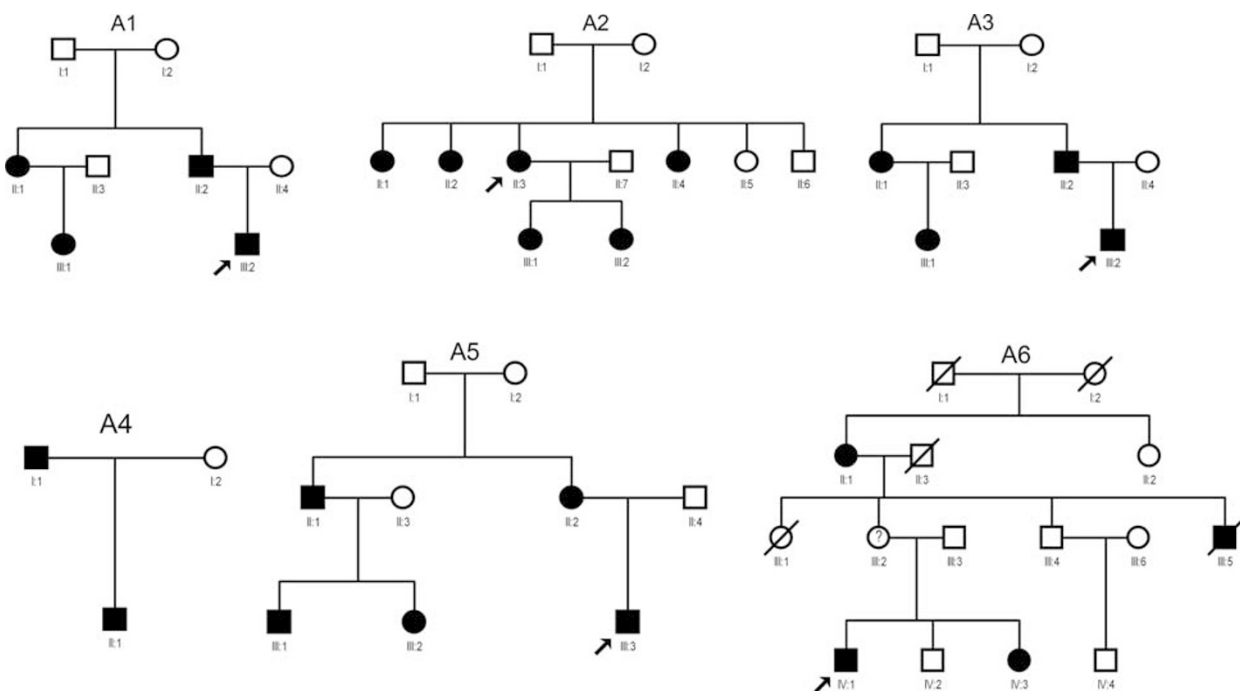 A1
I:1 I:2
II:1 II:3 II:2 II:4
III:1 III:2
A2
I:1 I:2
II:1 II:2 II:3 II:7 II:4 II:5 II:6
III:1 III:2
A3
I:1 I:2
II:1 II:3 II:2 II:4
III:1 III:2
A4
I:1 I:2
II:1
A5
I:1 I:2
II:1 II:3 II:2 II:4
III:1 III:2 III:3
A6
I:1 I:2
II:1 II:3 II:2
?
III:1 III:2 III:3 III:4 III:6 III:5
IV:1 IV:2 IV:3 IV:4